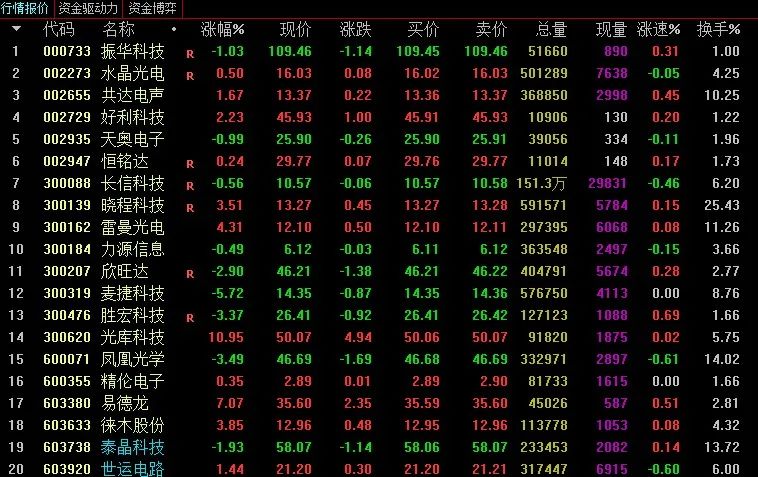 行情报价 资金驱动力 资金博弈
代码 名称 涨幅% 现价 涨跌 买价 卖价 总量 现量 涨速% 换手%
1 000733 振华科技 R -1.03 109.46 -1.14 109.45 109.46 51660 890 0.31 1.00
2 002273 水晶光电 R 0.50 16.03 0.08 16.02 16.03 501289 7638 -0.05 4.25
3 002655 共达电声 1.67 13.37 0.22 13.36 13.37 368850 2998 0.45 10.25
4 002729 好利科技 2.23 45.93 1.00 45.91 45.93 10906 130 0.20 1.22
5 002935 天奥电子 -0.99 25.90 -0.26 25.90 25.91 39056 334 -0.11 1.96
6 002947 恒铭达 R 0.24 29.77 0.07 29.76 29.77 11014 148 0.17 1.73
7 300088 长信科技 R -0.56 10.57 -0.06 10.57 10.58 151.3万 29831 -0.46 6.20
8 300139 晓程科技 R 3.51 13.27 0.45 13.27 13.28 591571 5784 0.15 25.43
9 300162 雷曼光电 4.31 12.10 0.50 12.10 12.11 297395 6068 0.08 11.26
10 300184 力源信息 -0.49 6.12 -0.03 6.11 6.12 363548 2497 -0.15 3.66
11 300207 欣旺达 R -2.90 46.21 -1.38 46.21 46.22 404791 5674 0.28 2.77
12 300319 麦捷科技 -5.72 14.35 -0.87 14.35 14.36 576750 4113 0.00 8.76
13 300476 胜宏科技 R -3.37 26.41 -0.92 26.41 26.42 127123 1088 0.69 1.66
14 300620 光库科技 10.95 50.07 4.94 50.06 50.07 91820 1875 0.02 5.75
15 600071 凤凰光学 -3.49 46.69 -1.69 46.68 46.69 332971 2897 -0.61 14.02
16 600355 精伦电子 0.35 2.89 0.01 2.89 2.90 81733 1615 0.00 1.66
17 603380 易德龙 7.07 35.60 2.35 35.59 35.60 45026 587 0.51 2.81
18 603633 徕木股份 3.85 12.96 0.48 12.95 12.96 113778 1053 0.08 4.32
19 603738 泰晶科技 -1.93 58.07 -1.14 58.06 58.07 233453 2082 0.14 13.72
20 603920 世运电路 1.44 21.20 0.30 21.20 21.21 317447 6915 -0.60 6.00